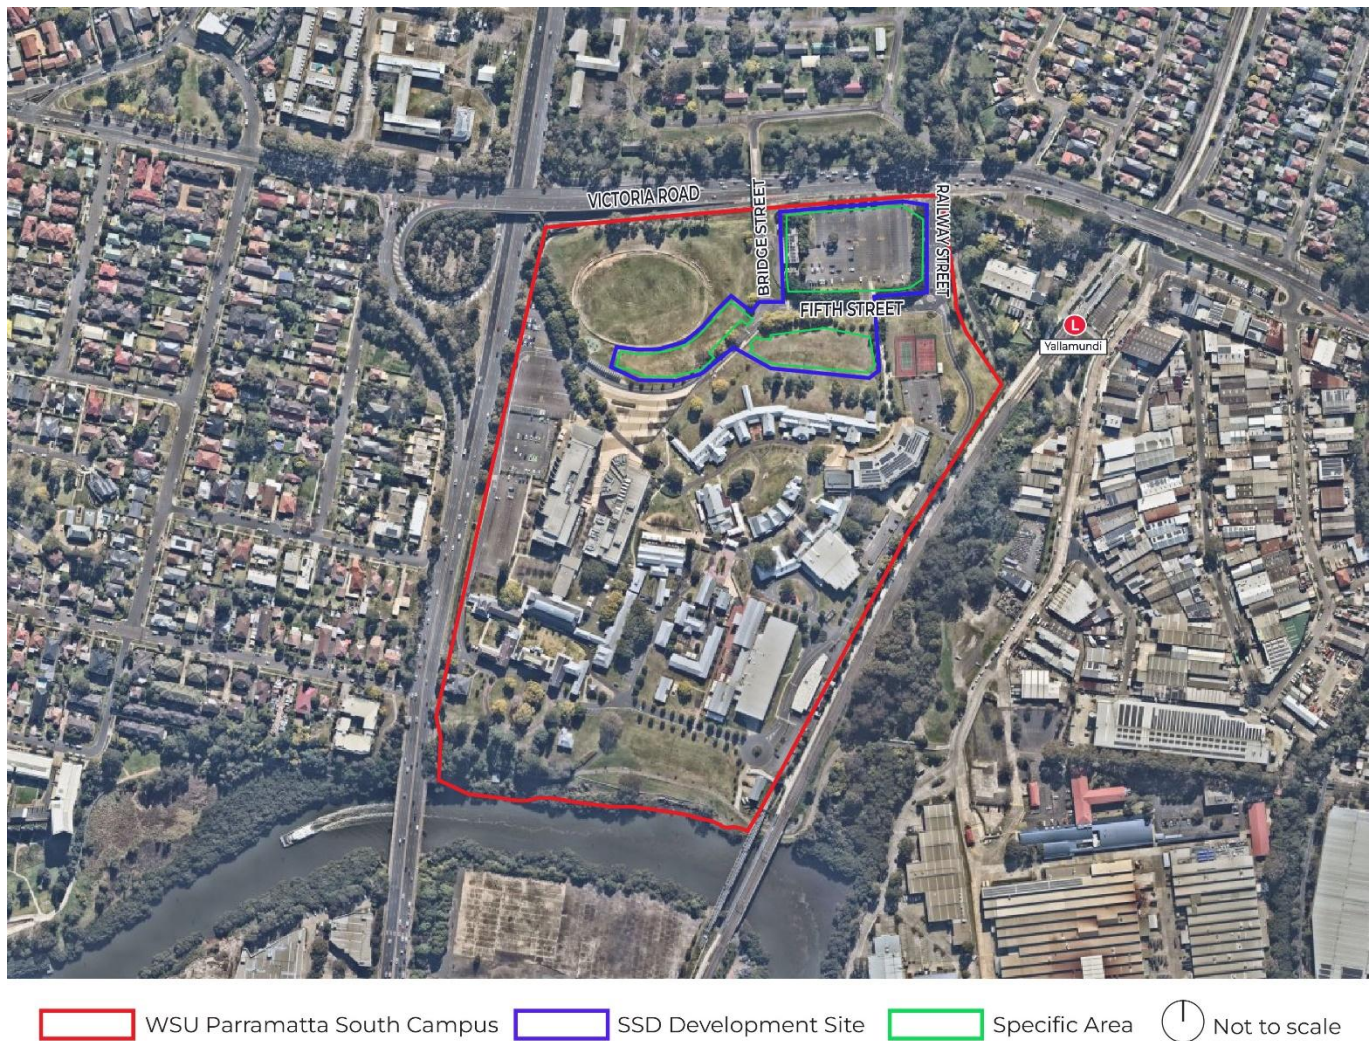 VICTORIA ROAD
BRIDGE STREET
RAILWAY STREET
FIFTH STREET
L
Yallamundi
WSU Parramatta South Campus
SSD Development Site
Specific Area
Not to scale